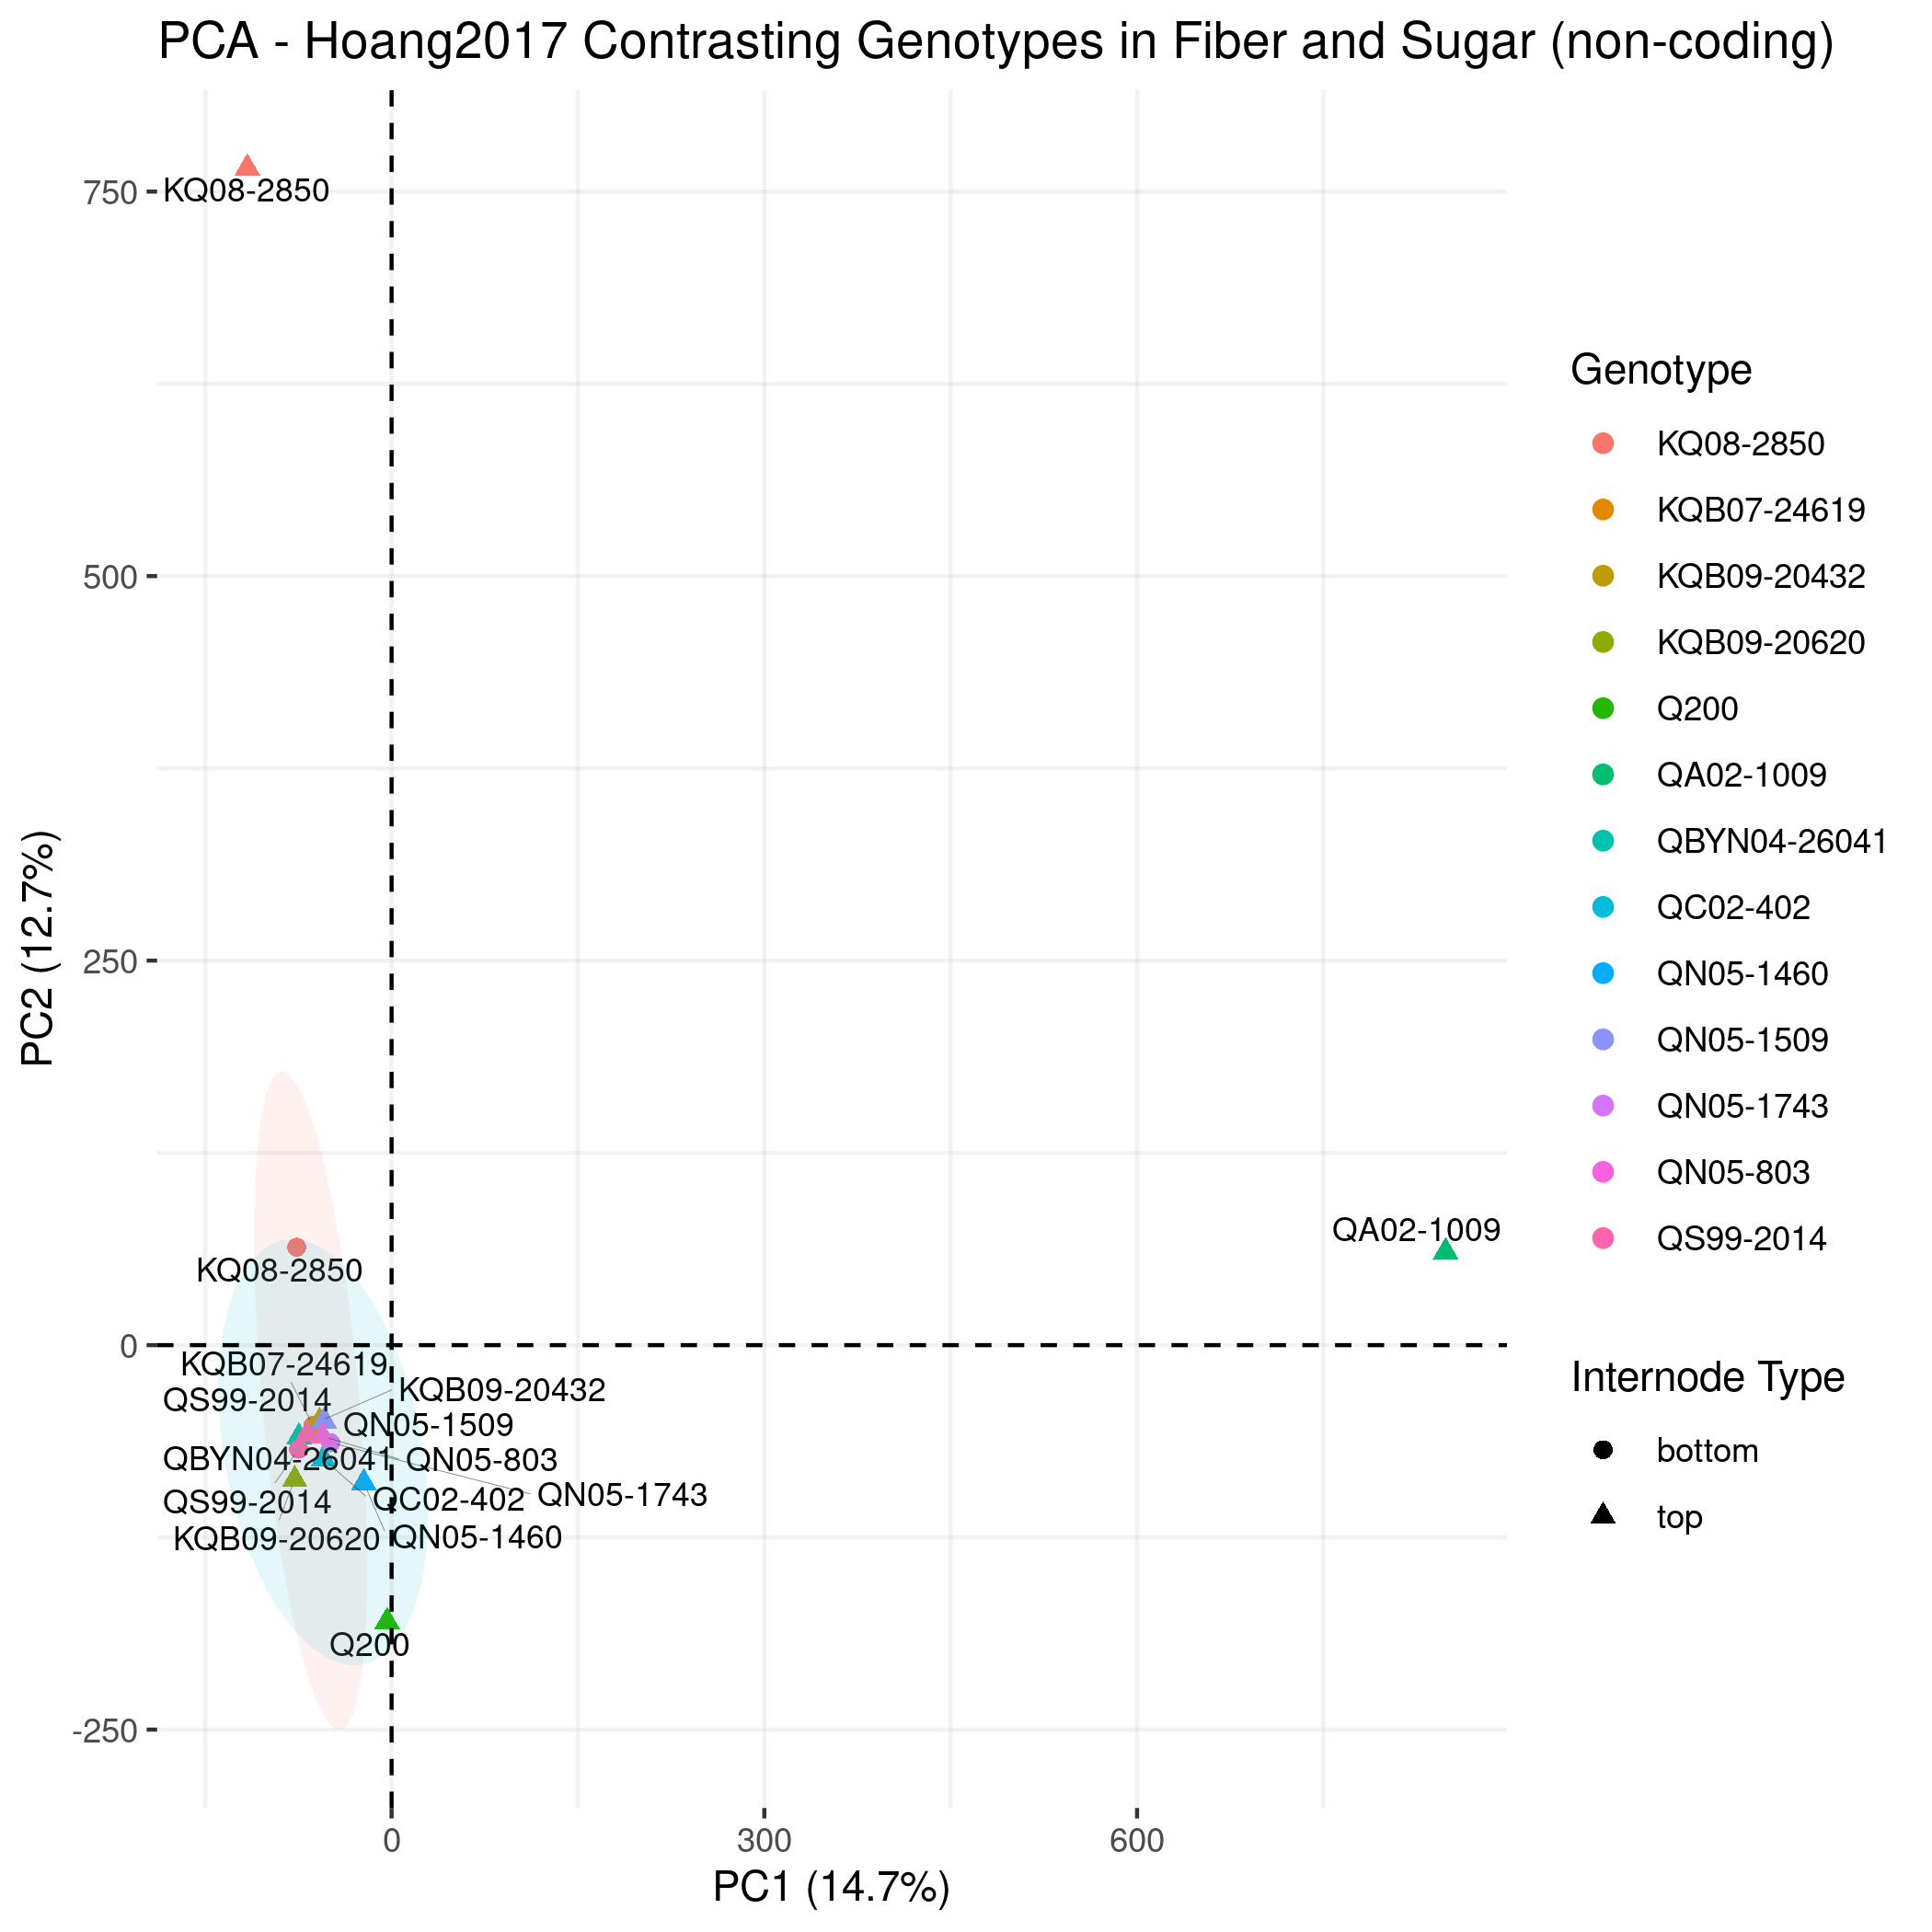 PCA - Hoang2017 Contrasting Genotypes in Fiber and Sugar (non-coding)
KQ08-2850
750
500
250
0
-250
PC2 (12.7%)
QA02-1009
KQ08-2850
KQB07-24619
KQB09-20432
QS99-2014
QN05-1509
QBYN04-26041
QN05-803
QS99-2014
QC02-402
QN05-1743
KQB09-20620
QN05-1460
Q200
0
300
600
PC1 (14.7%)
Genotype
KQ08-2850
KQB07-24619
KQB09-20432
KQB09-20620
Q200
QA02-1009
QBYN04-26041
QC02-402
QN05-1460
QN05-1509
QN05-1743
QN05-803
QS99-2014
Internode Type
bottom
top